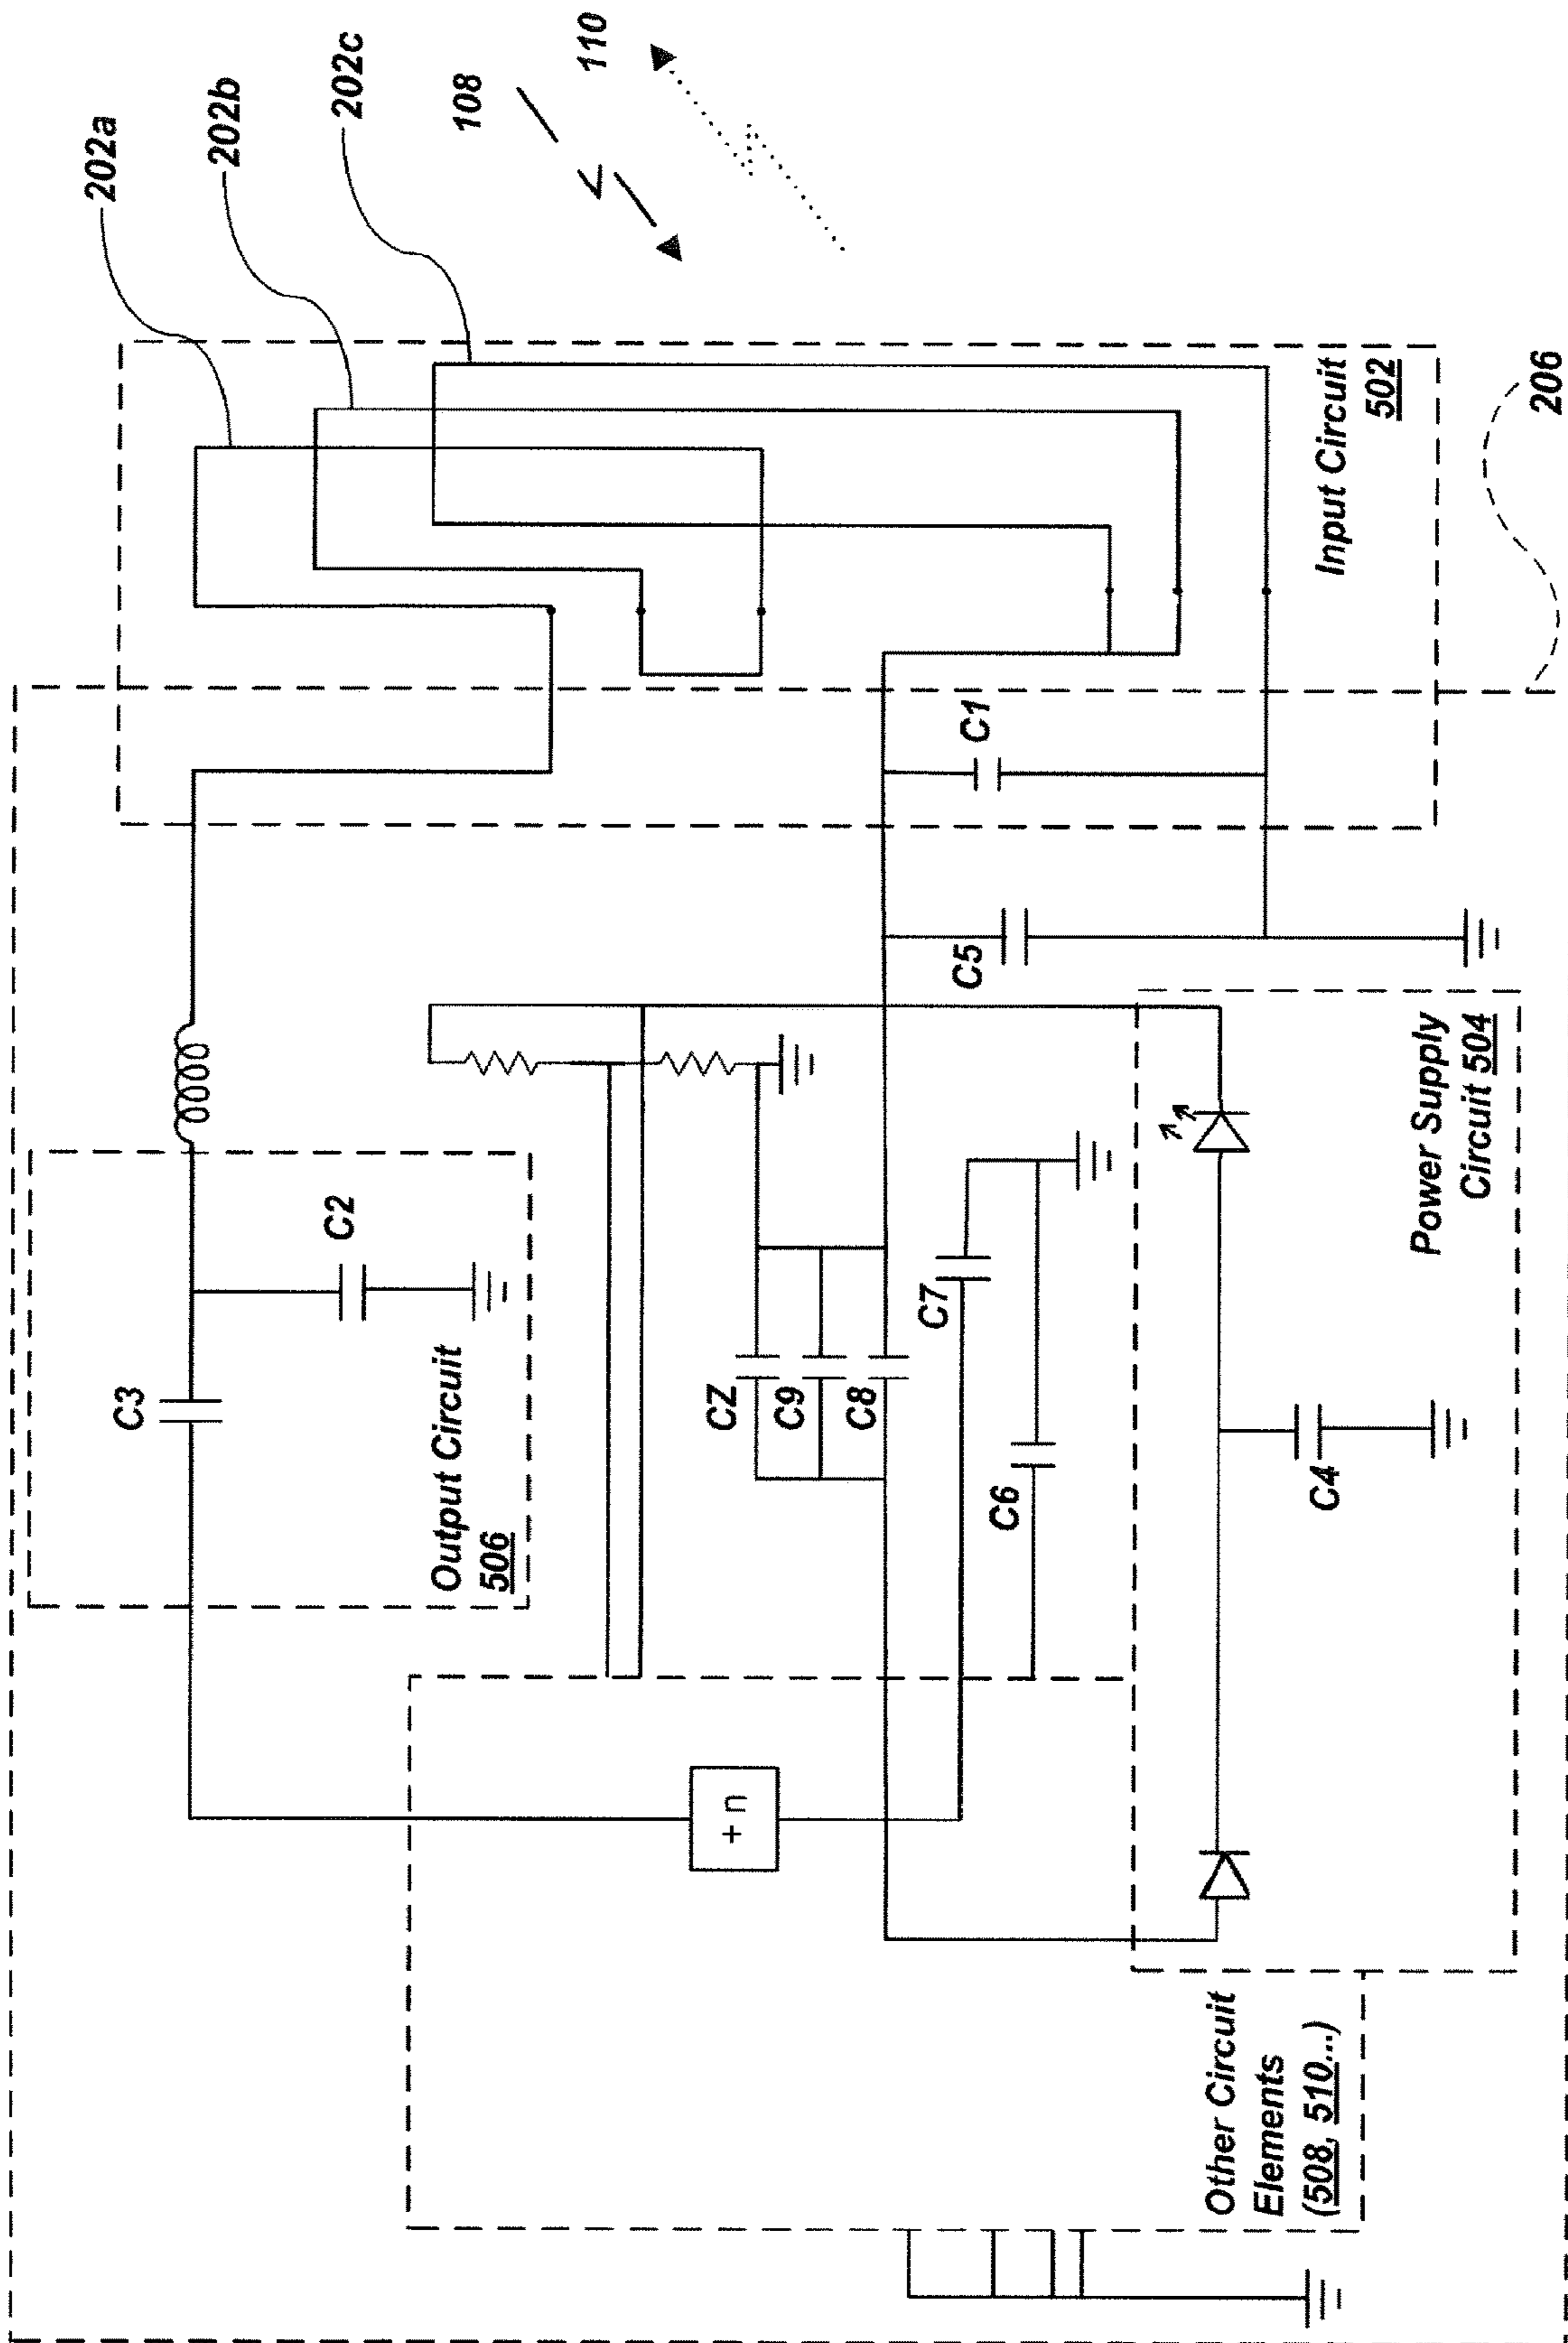 202a
C3
202b
C2
202c
Output Circuit
506
108
110
CZ
+ n
C9
C8
C7
C5
C1
C6
Other Circuit
Elements
(508, 510...)
C4
Input Circuit
502
Power Supply
Circuit 504
206